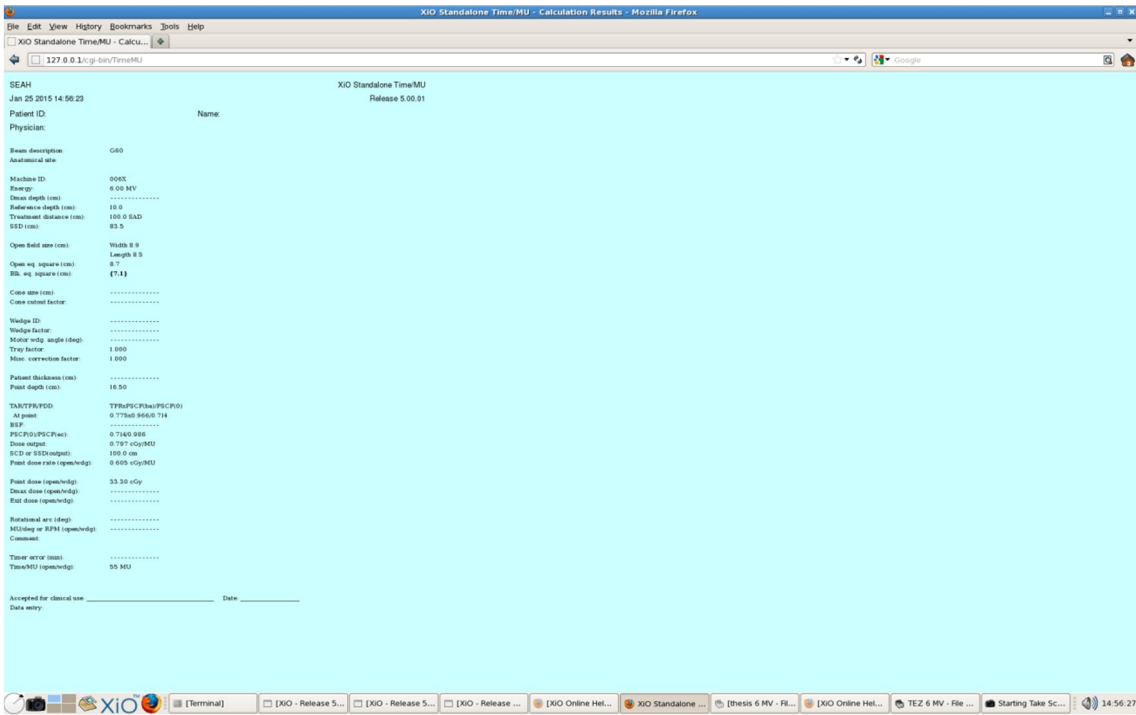 XiO Standalone Time/MU - Calculation Results - Mozilla Firefox
File Edit View History Bookmarks Tools Help
XiO Standalone Time/MU - Calcu...
127.0.0.1/cgi-bin/TimeMU
Google
SEAH XiO Standalone Time/MU
Jan 25 2015 14:56:23 Release 5.00.01
Patient ID: Name:
Physician:
Beam description: G60
Anatomical site:
Machine ID: 006X
Energy: 6.00 MV
Dmax depth (cm): --------------
Reference depth (cm): 10.0
Treatment distance (cm): 100.0 SAD
SSD (cm): 83.5
Open field size (cm): Width 8.9
Length 8.5
Open eq. square (cm): 8.7
Blk. eq. square (cm): {7.1}
Cone size (cm): --------------
Cone cutout factor: --------------
Wedge ID: --------------
Wedge factor: --------------
Motor wdg. angle (deg): --------------
Tray factor: 1.000
Misc. correction factor: 1.000
Patient thickness (cm): --------------
Point depth (cm): 16.50
TAR/TPR/PDD: TPRxPSCF(ba)/PSCF(0)
At point: 0.775x0.966/0.714
BSF: --------------
PSCF(0)/PSCF(ec): 0.714/0.986
Dose output: 0.797 cGy/MU
SCD or SSD(output): 100.0 cm
Point dose rate (open/wdg): 0.605 cGy/MU
Point dose (open/wdg): 33.30 cGy
Dmax dose (open/wdg): --------------
Exit dose (open/wdg): --------------
Rotational arc (deg): --------------
MU/deg or RPM (open/wdg): --------------
Comment:
Timer error (min): --------------
Time/MU (open/wdg): 55 MU
Accepted for clinical use: ____________________ Date: __________
Data entry:
XiO [Terminal] [XiO - Release 5... [XiO - Release 5... [XiO - Release ... [XiO Online Hel... XiO Standalone ... [thesis 6 MV - Fil... [XiO Online Hel... TEZ 6 MV - File ... Starting Take Sc... 14:56:27